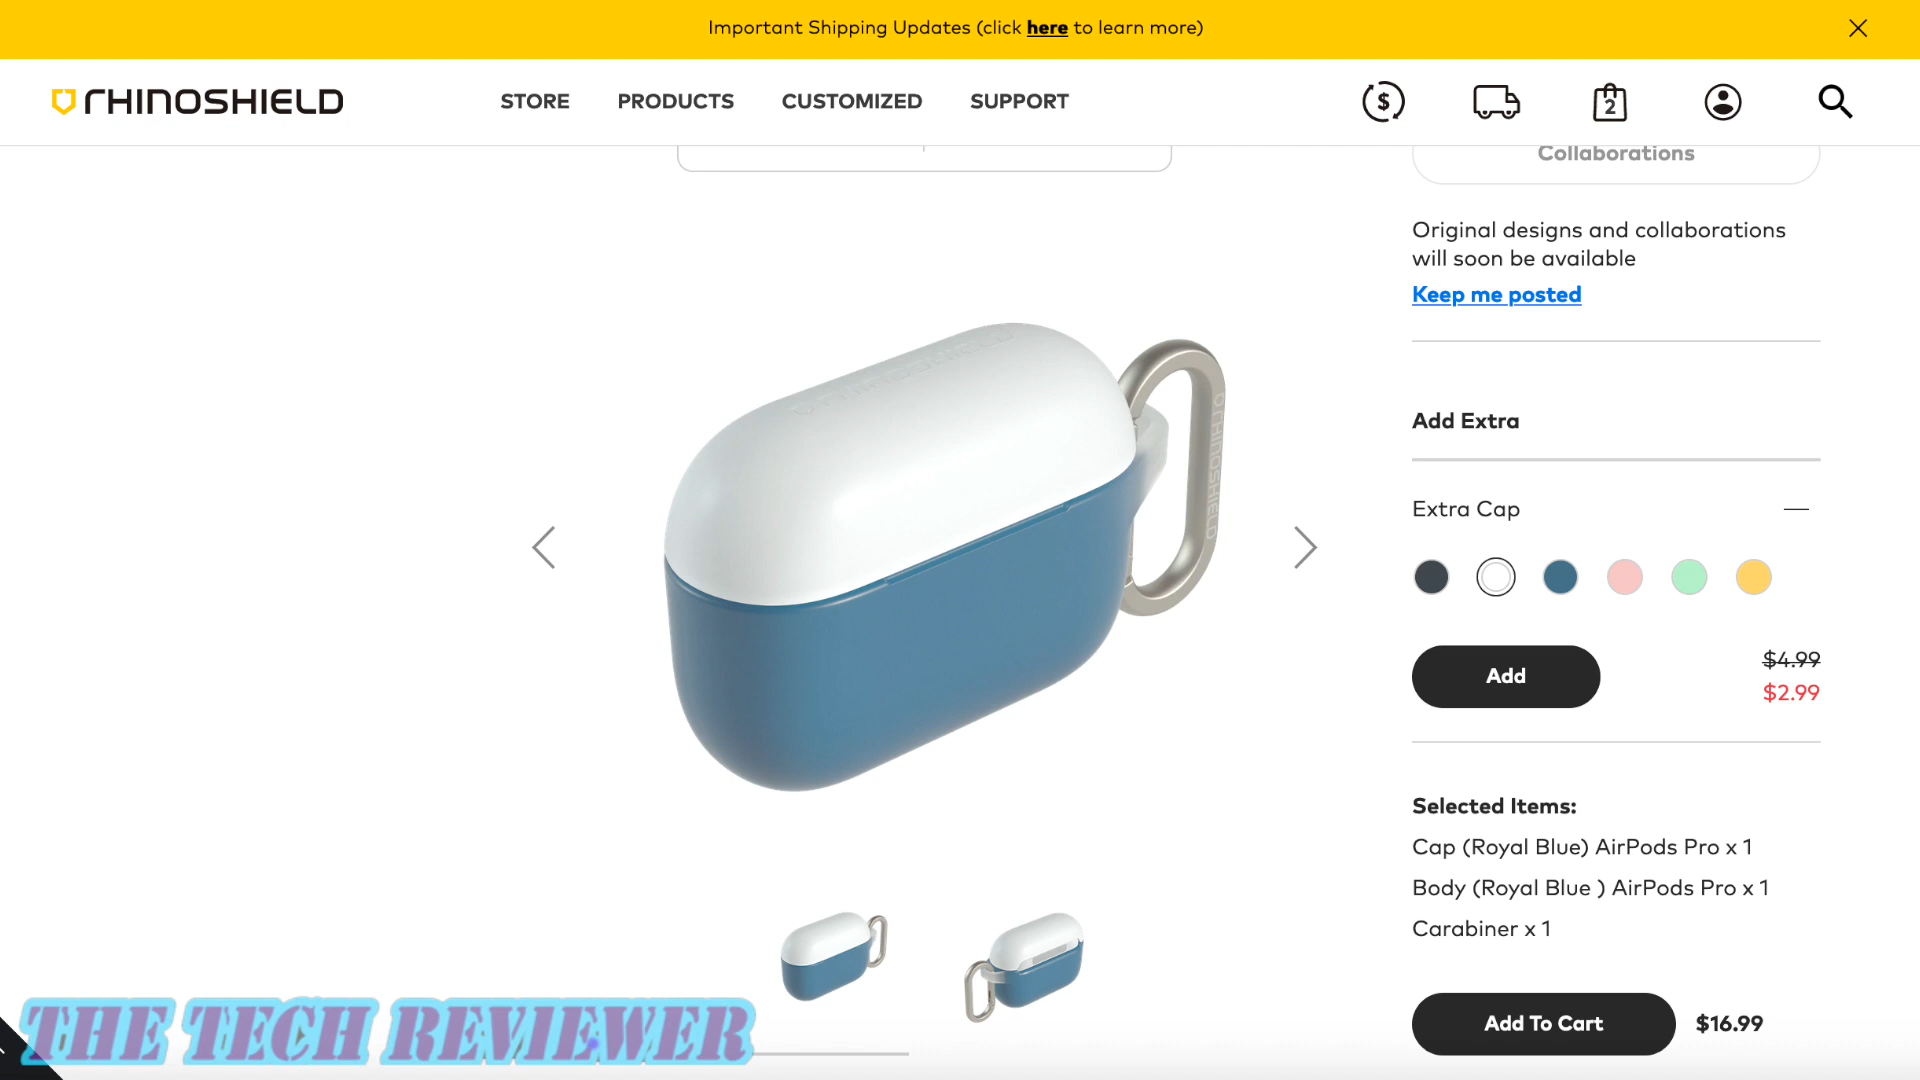 Important Shipping Updates (click here to learn more)
RHINOSHIELD
STORE
PRODUCTS
CUSTOMIZED
SUPPORT
$
2
Collaborations
Original designs and collaborations
will soon be available
Keep me posted
RHINOSHIELD
RHINOSHIELD
Add Extra
Extra Cap
Add
$4.99
$2.99
Selected Items:
Cap (Royal Blue) AirPods Pro x 1
Body (Royal Blue ) AirPods Pro x 1
Carabiner x 1
Add To Cart
$16.99
THE TECH REVIEWER